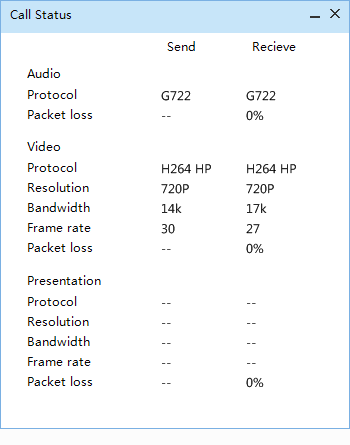 Call Status
Send Recieve
Audio
Protocol G722 G722
Packet loss -- 0%
Video
Protocol H264 HP H264 HP
Resolution 720P 720P
Bandwidth 14k 17k
Frame rate 30 27
Packet loss -- 0%
Presentation
Protocol -- --
Resolution -- --
Bandwidth -- --
Frame rate -- --
Packet loss -- 0%